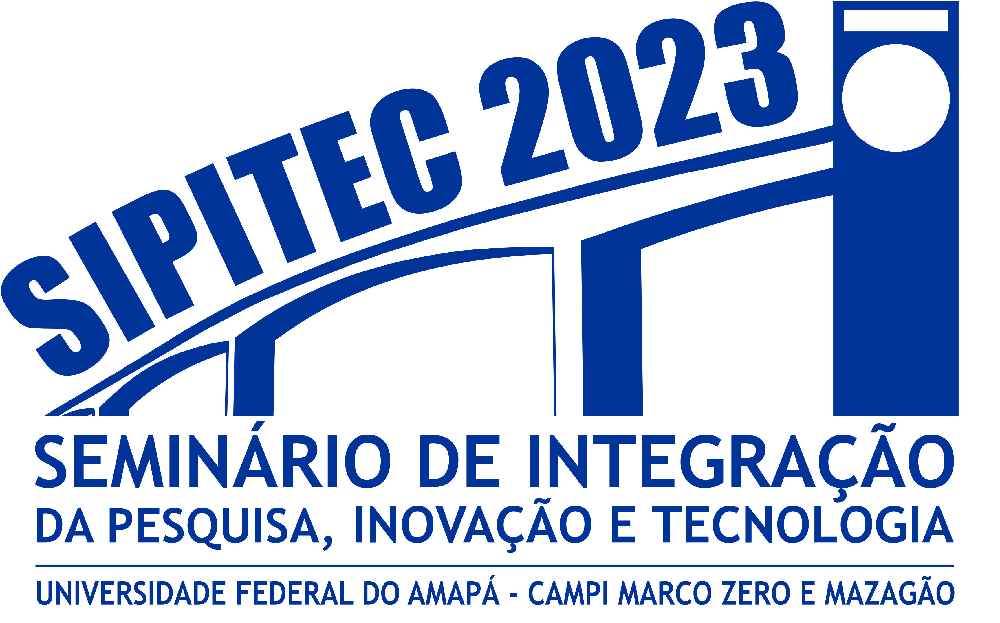 SIPITEC 2023
SEMINÁRIO DE INTEGRAÇÃO
DA PESQUISA, INOVAÇÃO E TECNOLOGIA
UNIVERSIDADE FEDERAL DO AMAPÁ - CAMPI MARCO ZERO E MAZAGÃO